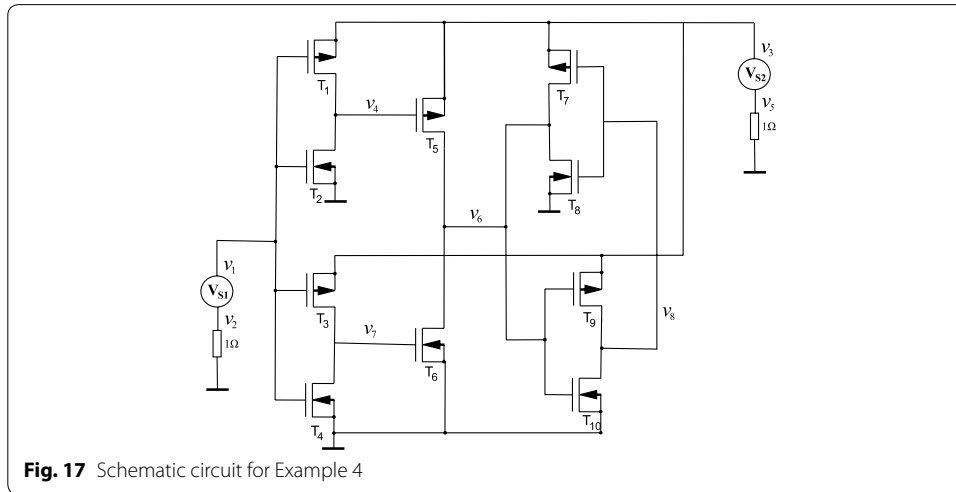 T1
T2
v4
T5
T7
T8
v3
VS2
v5
1Ω
v6
v1
VS1
v2
1Ω
T3
T4
v7
T6
T9
T10
v8
Fig. 17 Schematic circuit for Example 4